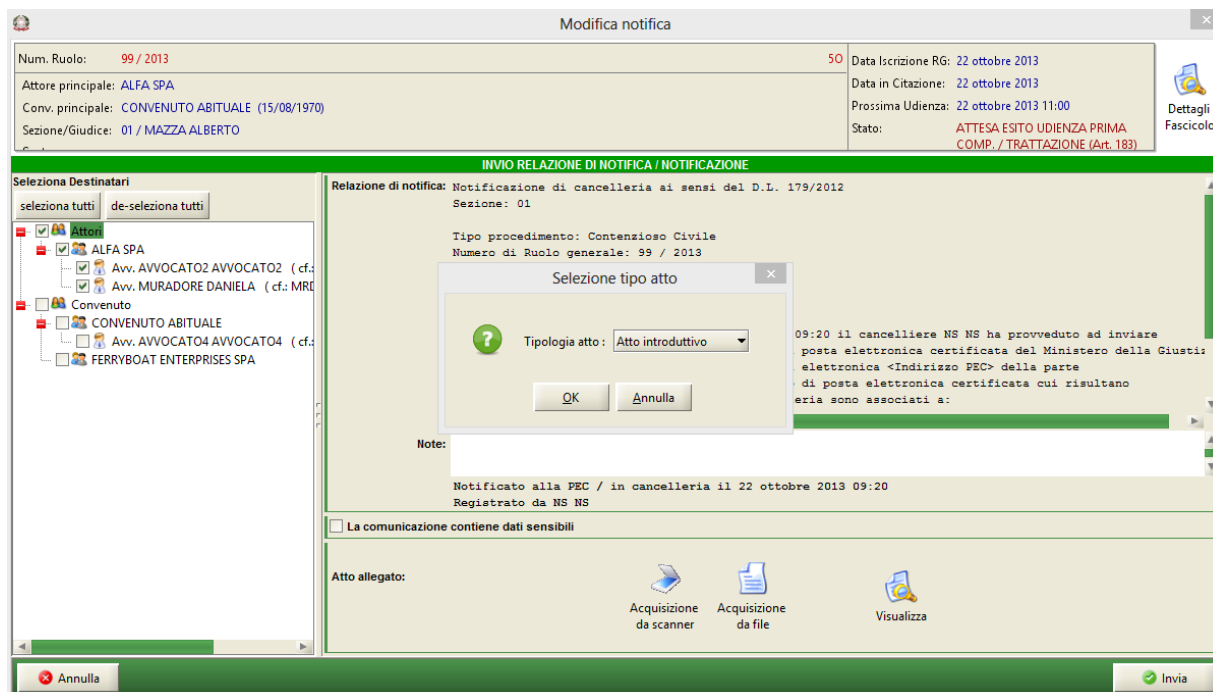 Modifica notifica
Num. Ruolo: 99 / 2013 SO
Attore principale: ALFA SPA
Conv. principale: CONVENUTO ABITUALE (15/08/1970)
Sezione/Giudice: 01 / MAZZA ALBERTO
Data Iscrizione RG: 22 ottobre 2013
Data in Citazione: 22 ottobre 2013
Prossima Udienza: 22 ottobre 2013 11:00
Stato: ATTESA ESITO UDIENZA PRIMA
COMP. / TRATTAZIONE (Art. 183)
Dettagli
Fascicolo
INVIO RELAZIONE DI NOTIFICA / NOTIFICAZIONE
Seleziona Destinatari
seleziona tutti de-seleziona tutti
Attori
ALFA SPA
Avv. AVVOCATO2 AVVOCATO2 ( cf.:
Avv. MURADORE DANIELA ( cf.: MRD
Convenuto
CONVENUTO ABITUALE
Avv. AVVOCATO4 AVVOCATO4 ( cf.:
FERRYBOAT ENTERPRISES SPA
Relazione di notifica: Notificazione di cancelleria ai sensi del D.L. 179/2012
Sezione: 01
Tipo procedimento: Contenzioso Civile
Numero di Ruolo generale: 99 / 2013
Selezione tipo atto
Tipologia atto : Atto introduttivo
OK Annulla
09:20 il cancelliere NS NS ha provveduto ad inviare
posta elettronica certificata del Ministero della Giusti
elettronica <Indirizzo PEC> della parte
di posta elettronica certificata cui risultano
eria sono associati a:
Note:
Notificato alla PEC / in cancelleria il 22 ottobre 2013 09:20
Registrato da NS NS
La comunicazione contiene dati sensibili
Atto allegato:
Acquisizione
da scanner
Acquisizione
da file
Visualizza
Annulla Invia